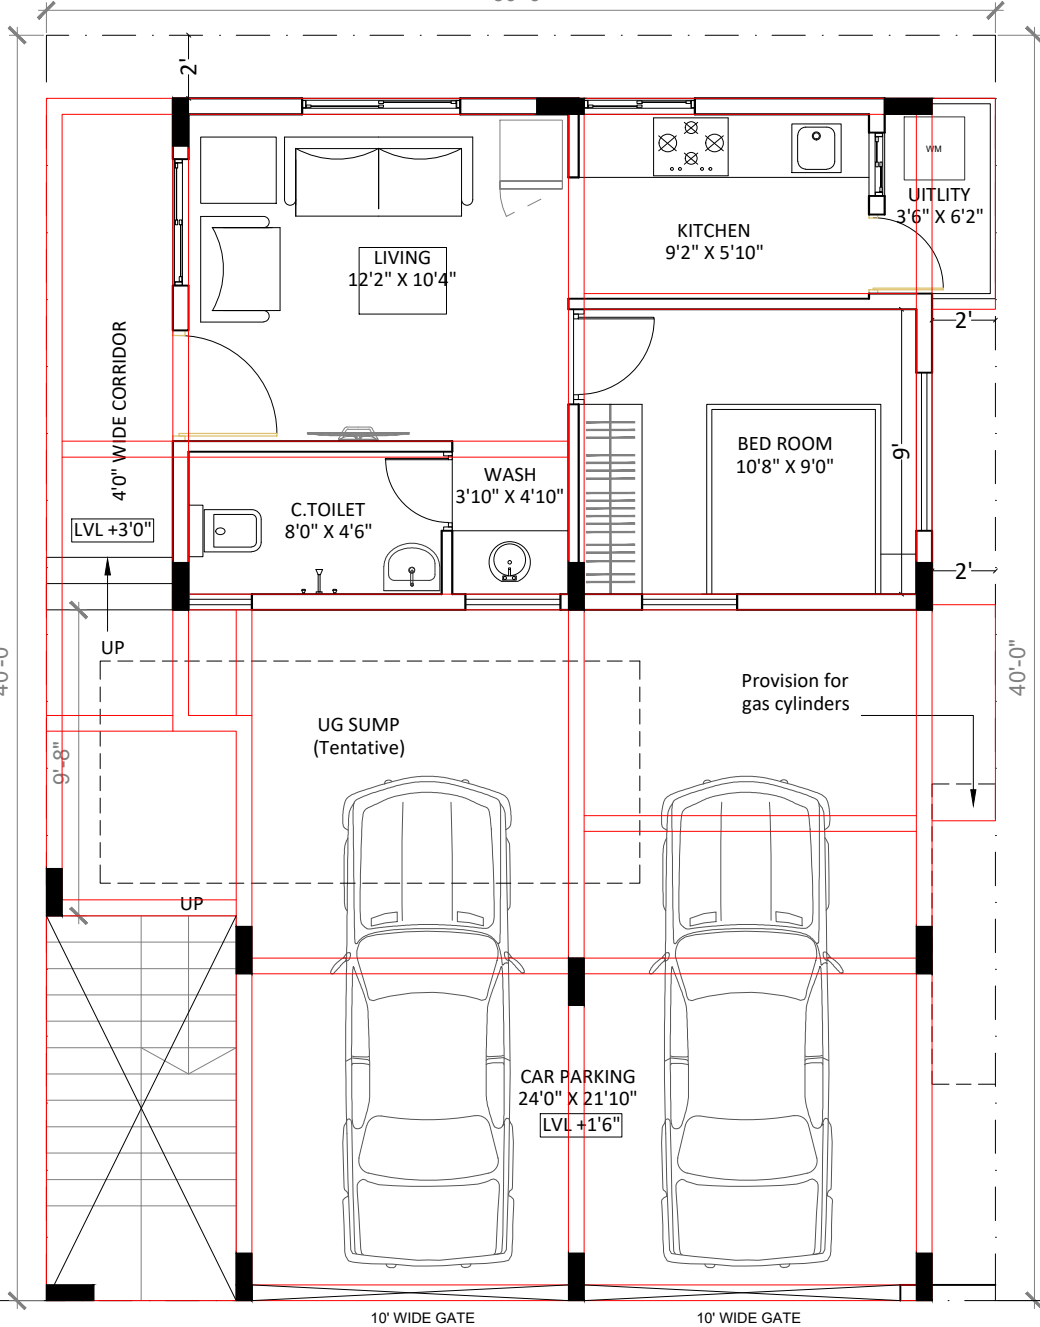 2'
WM
UITLITY
3'6" X 6'2"
KITCHEN
9'2" X 5'10"
LIVING
12'2" X 10'4"
2'
4'0" WIDE CORRIDOR
BED ROOM
10'8" X 9'0"
9'
WASH
3'10" X 4'10"
C.TOILET
8'0" X 4'6"
LVL +3'0"
2'
UP
40'-0"
Provision for
gas cylinders
UG SUMP
(Tentative)
9'-8"
UP
CAR PARKING
24'0" X 21'10"
LVL +1'6"
10' WIDE GATE
10' WIDE GATE